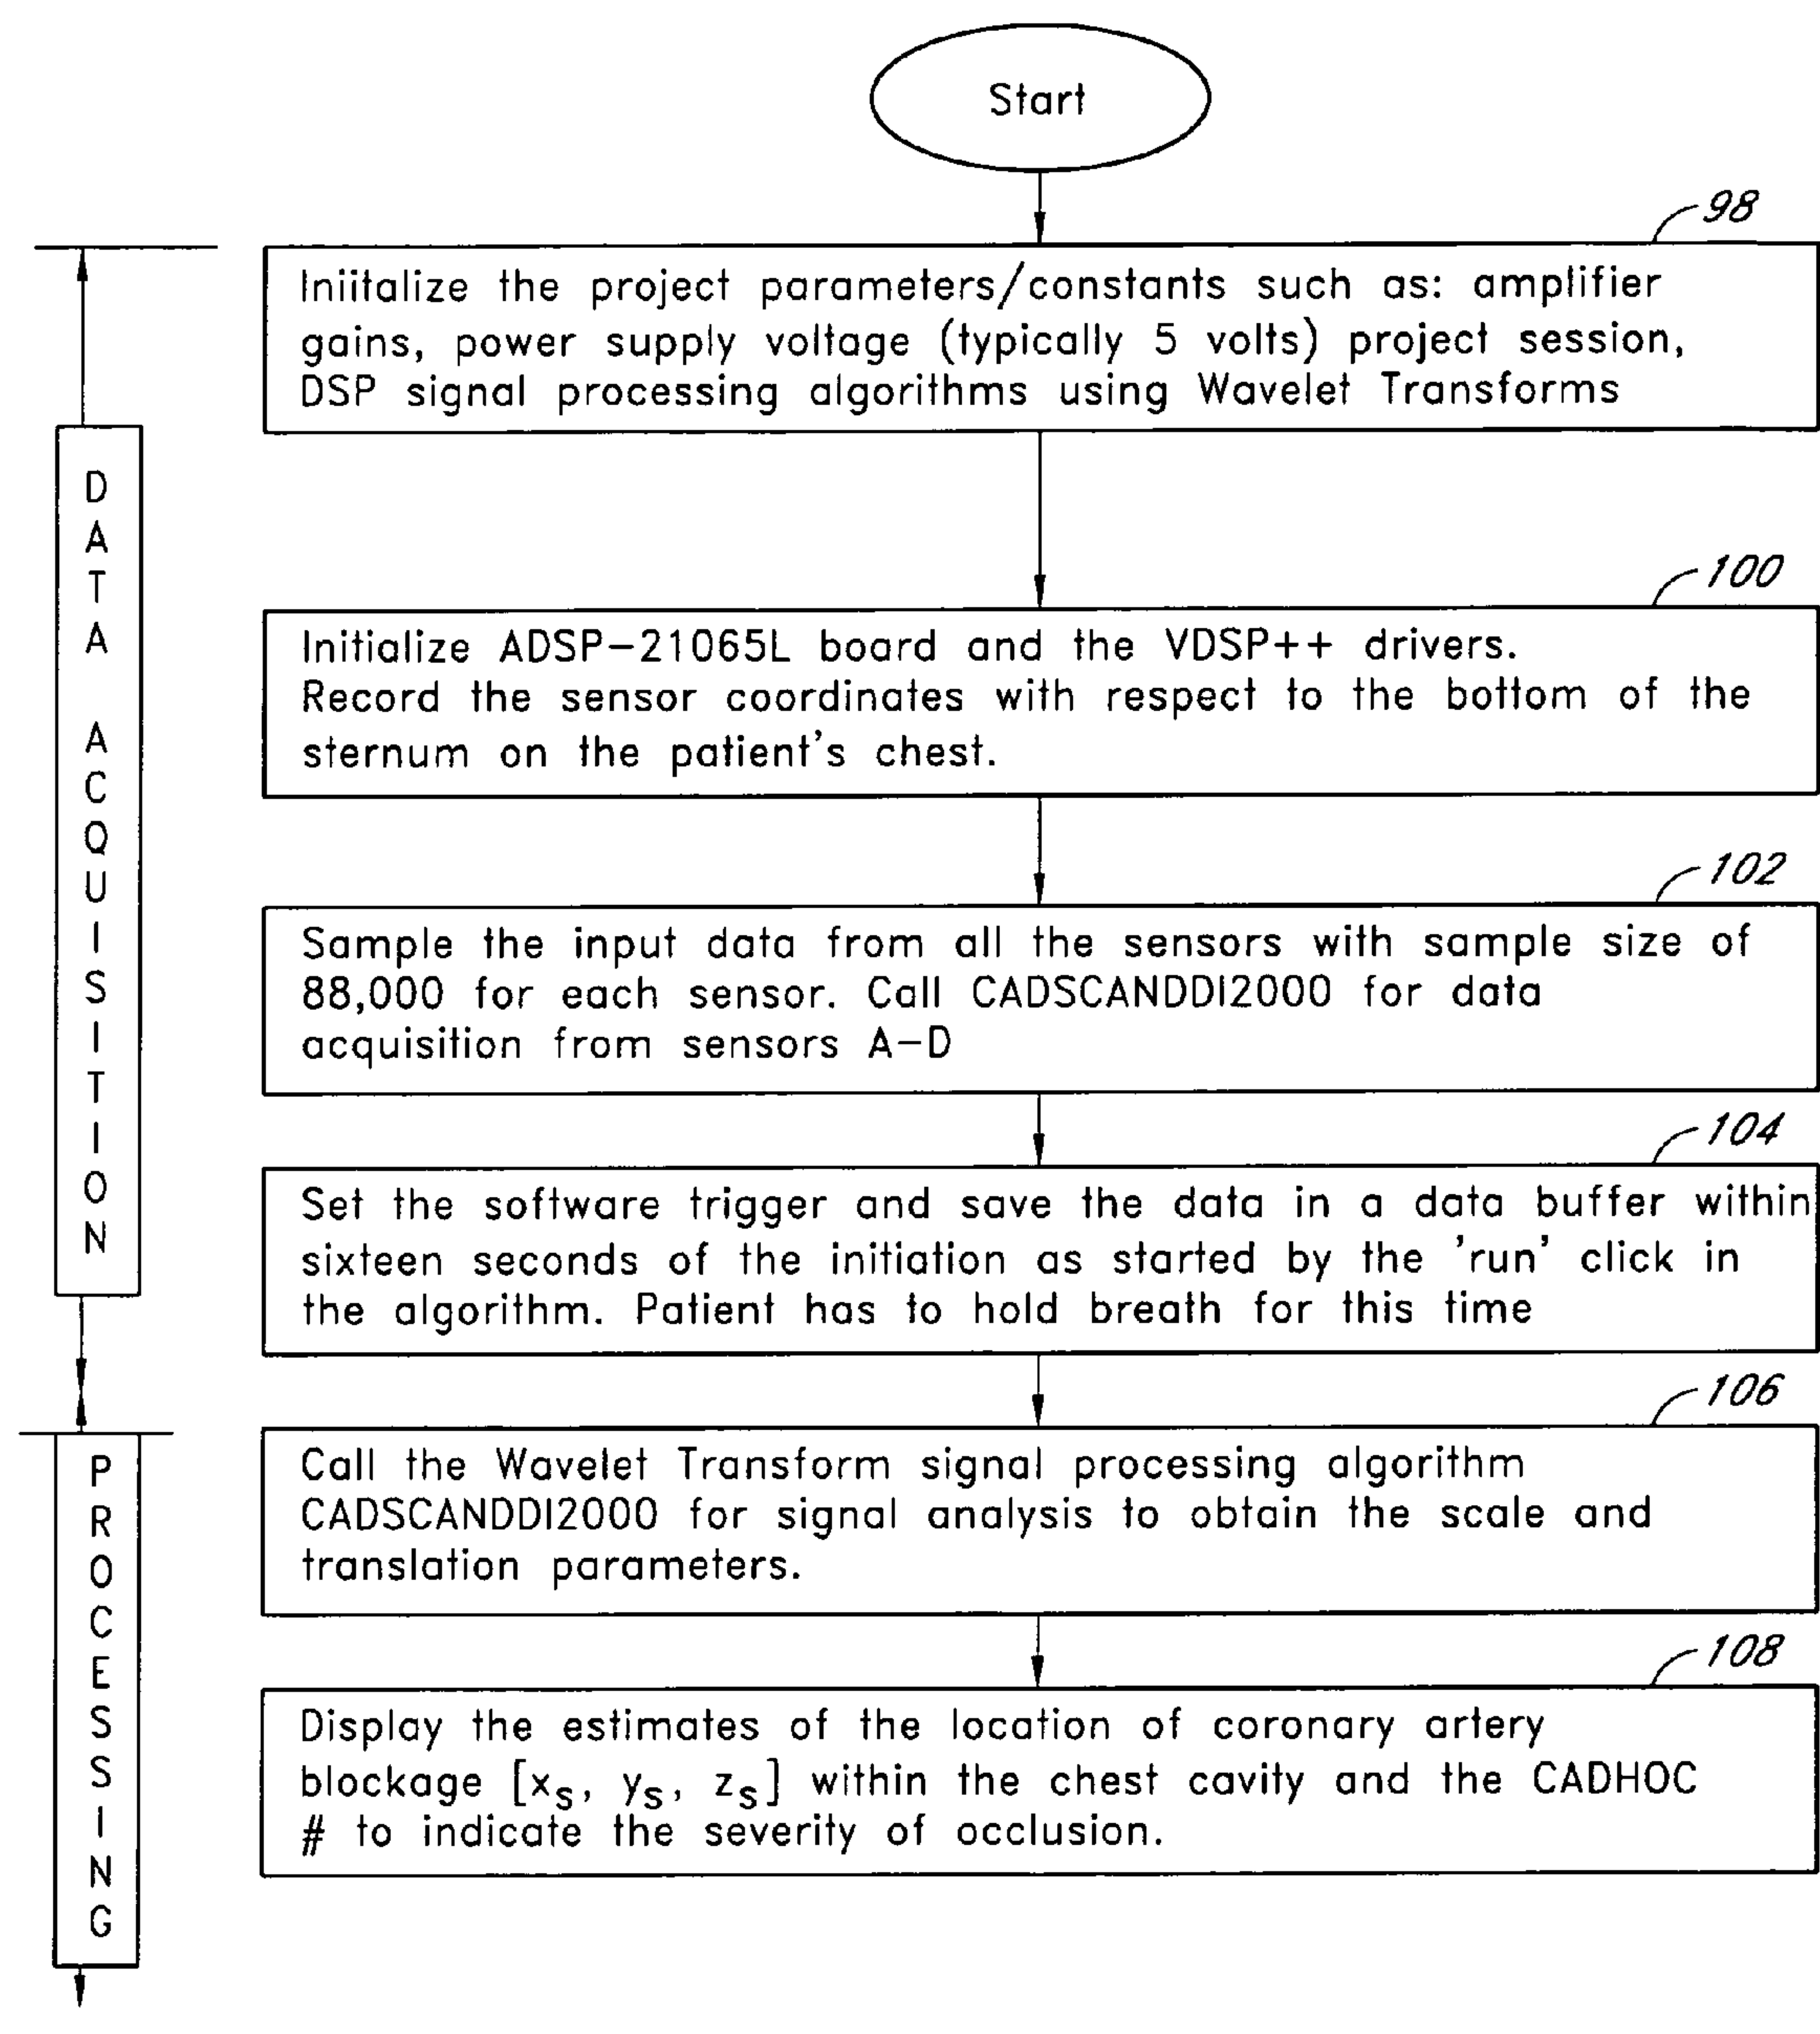 Start
98
Iniitalize the project parameters/constants such as: amplifier
gains, power supply voltage (typically 5 volts) project session,
DSP signal processing algorithms using Wavelet Transforms
100
Initialize ADSP-21065L board and the VDSP++ drivers.
Record the sensor coordinates with respect to the bottom of the
sternum on the patient's chest.
102
Sample the input data from all the sensors with sample size of
88,000 for each sensor. Call CADSCANDDI2000 for data
acquisition from sensors A-D
104
Set the software trigger and save the data in a data buffer within
sixteen seconds of the initiation as started by the 'run' click in
the algorithm. Patient has to hold breath for this time
DATA ACQUISITION
106
Call the Wavelet Transform signal processing algorithm
CADSCANDDI2000 for signal analysis to obtain the scale and
translation parameters.
108
Display the estimates of the location of coronary artery
blockage [xs, ys, zs] within the chest cavity and the CADHOC
# to indicate the severity of occlusion.
PROCESSING